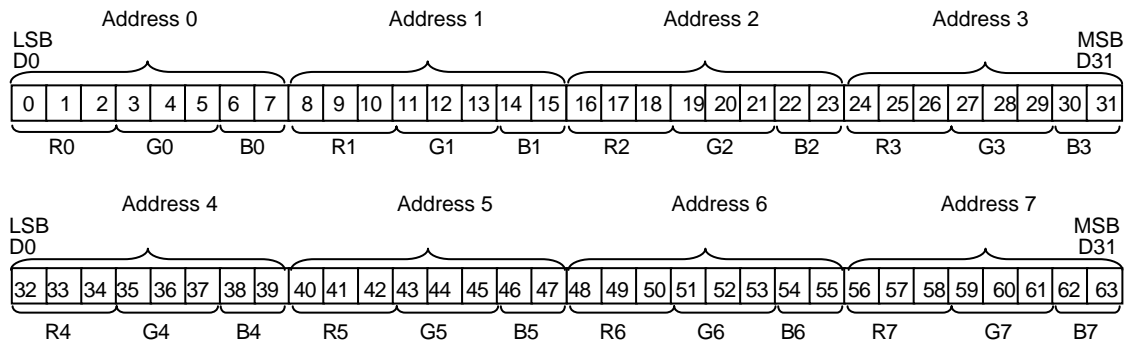 Address 0 Address 1 Address 2 Address 3
LSB MSB
D0 D31
0 1 2 3 4 5 6 7 8 9 10 11 12 13 14 15 16 17 18 19 20 21 22 23 24 25 26 27 28 29 30 31
R0 G0 B0 R1 G1 B1 R2 G2 B2 R3 G3 B3
Address 4 Address 5 Address 6 Address 7
LSB MSB
D0 D31
32 33 34 35 36 37 38 39 40 41 42 43 44 45 46 47 48 49 50 51 52 53 54 55 56 57 58 59 60 61 62 63
R4 G4 B4 R5 G5 B5 R6 G6 B6 R7 G7 B7